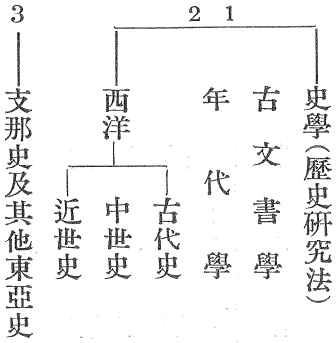 1
史學(歷史硏究法)
古文書學
年代學
2
西洋
古代史
中世史
近世史
3
支那史及其他東亞史